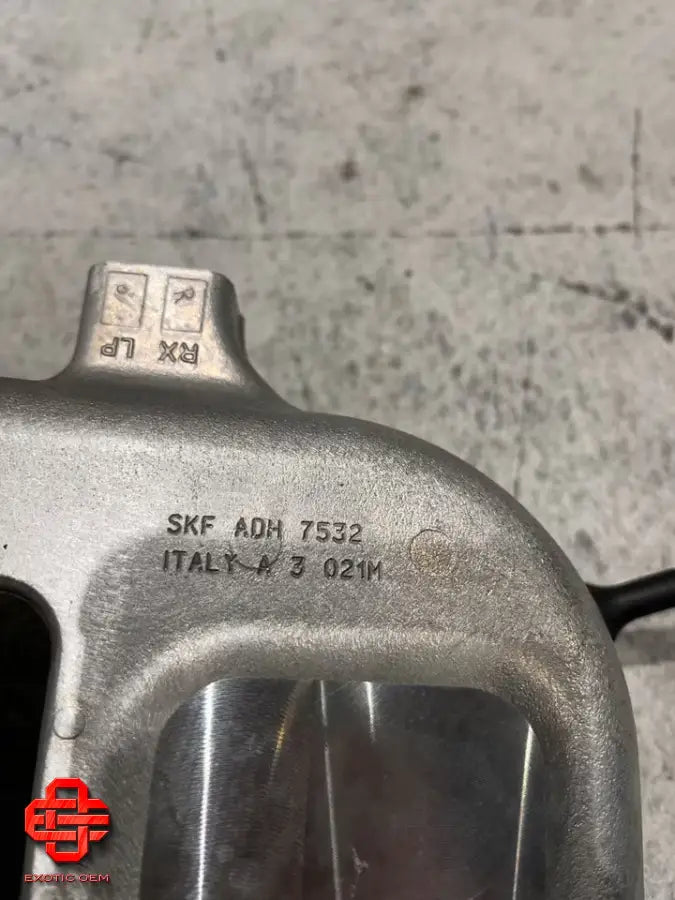 RX LP
SKF ADH 7532
ITALY A 3 021M
EXOTIC OEM